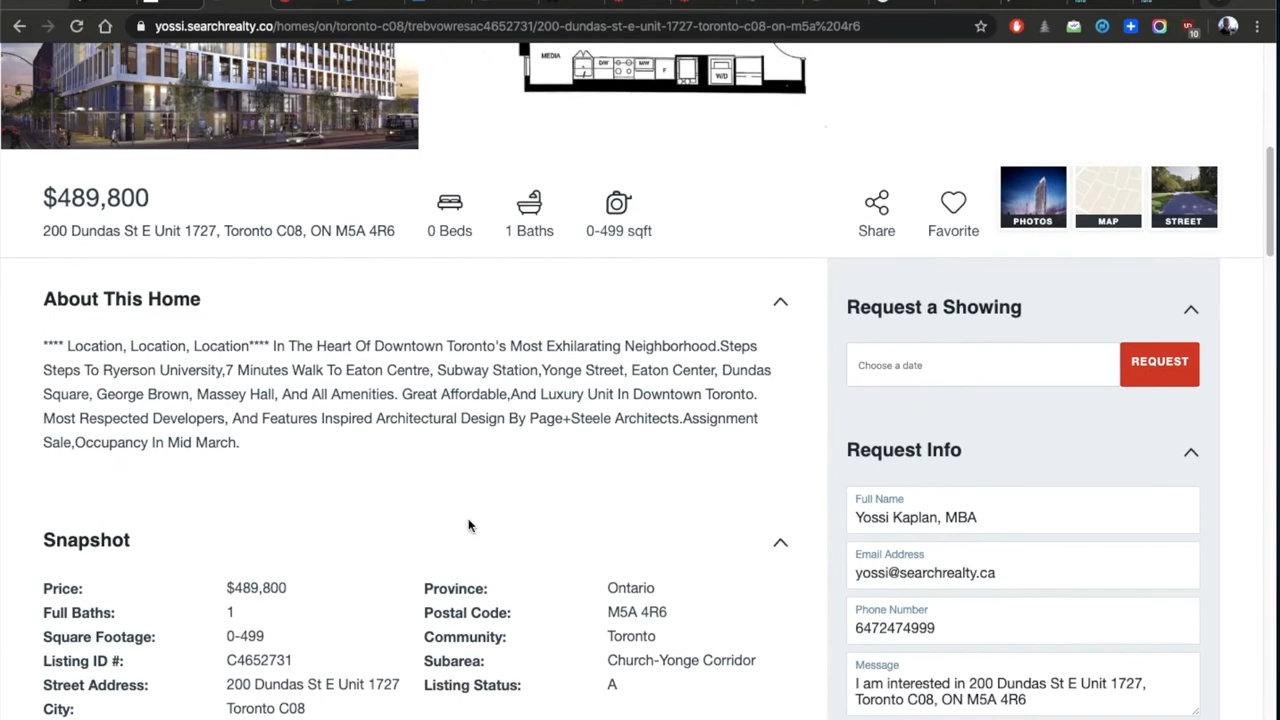 yossi.searchrealty.com/homes/on/toronto-c08/trebvowresac4652731/200-dundas-st-e-unit-1727-toronto-c08-on-m5a%204r6
10
MEDIA
DW
M/W
F
W/D
$489,800
200 Dundas St E Unit 1727, Toronto C08, ON M5A 4R6
0 Beds
1 Baths
0-499 sqft
Share
Favorite
PHOTOS
MAP
STREET
About This Home
**** Location, Location, Location**** In The Heart Of Downtown Toronto's Most Exhilarating Neighborhood.Steps
Steps To Ryerson University,7 Minutes Walk To Eaton Centre, Subway Station,Yonge Street, Eaton Center, Dundas
Square, George Brown, Massey Hall, And All Amenities. Great Affordable,And Luxury Unit In Downtown Toronto.
Most Respected Developers, And Features Inspired Architectural Design By Page+Steele Architects.Assignment
Sale,Occupancy In Mid March.
Snapshot
Price: $489,800
Full Baths: 1
Square Footage: 0-499
Listing ID #: C4652731
Street Address: 200 Dundas St E Unit 1727
City: Toronto C08
Province: Ontario
Postal Code: M5A 4R6
Community: Toronto
Subarea: Church-Yonge Corridor
Listing Status: A
Request a Showing
Choose a date
REQUEST
Request Info
Full Name
Yossi Kaplan, MBA
Email Address
yossi@searchrealty.ca
Phone Number
6472474999
Message
I am interested in 200 Dundas St E Unit 1727,
Toronto C08, ON M5A 4R6